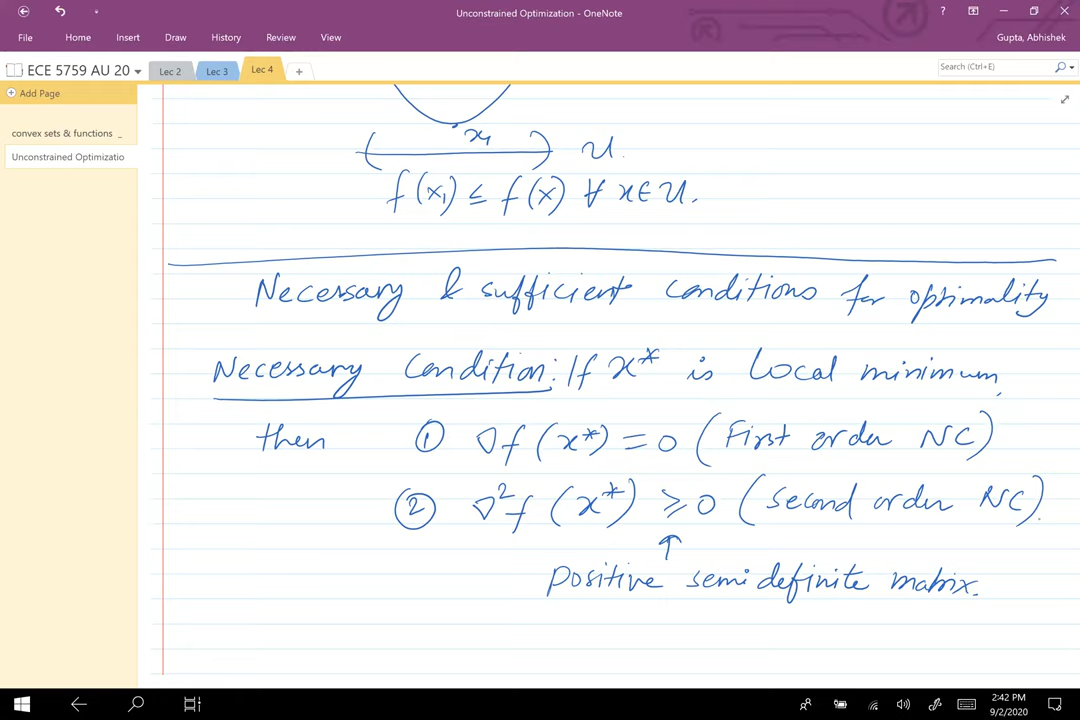 Unconstrained Optimization - OneNote
?
File Home Insert Draw History Review View
Gupta, Abhishek
ECE 5759 AU 20
Lec 2 Lec 3 Lec 4 +
Search (Ctrl+E)
Add Page
convex sets & functions _
Unconstrained Optimizatio
x₁
U.
f(x₁) ≤ f(x) ∀ x ∈ U.
Necessary & sufficient conditions for optimality
Necessary Condition: If x* is local minimum,
then ① ∇f(x*) = 0 (First order NC)
② ∇²f(x*) ≥ 0 (Second order NC).
↑
positive semidefinite matrix.
2:42 PM
9/2/2020